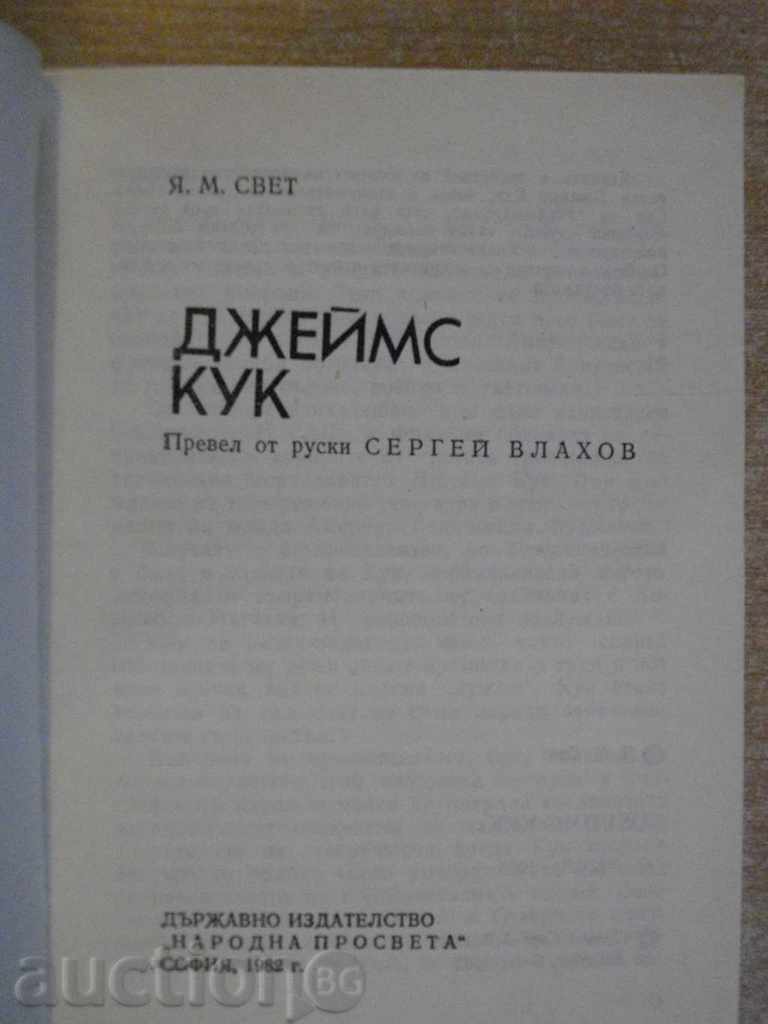 Я. М. СВЕТ
ДЖЕЙМС
КУК
Превел от руски СЕРГЕЙ ВЛАХОВ
ДЪРЖАВНО ИЗДАТЕЛСТВО
„НАРОДНА ПРОСВЕТА“
СОФИЯ, 1982 г.
auction BG